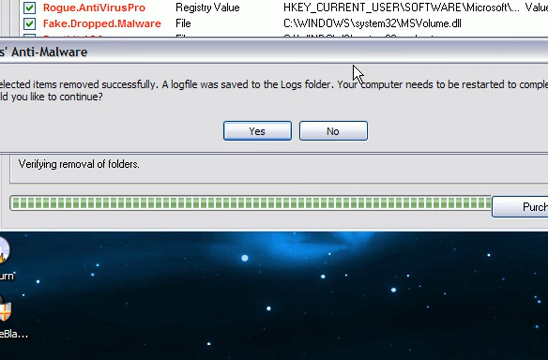 Rogue.AntiVirusPro Registry Value HKEY_CURRENT_USER\SOFTWARE\Microsoft\...
Fake.Dropped.Malware File C:\WINDOWS\system32\MSVolume.dll
s' Anti-Malware
elected items removed successfully. A logfile was saved to the Logs folder. Your computer needs to be restarted to comple
ld you like to continue?
Yes No
Verifying removal of folders.
Purch
urn"
eBla...